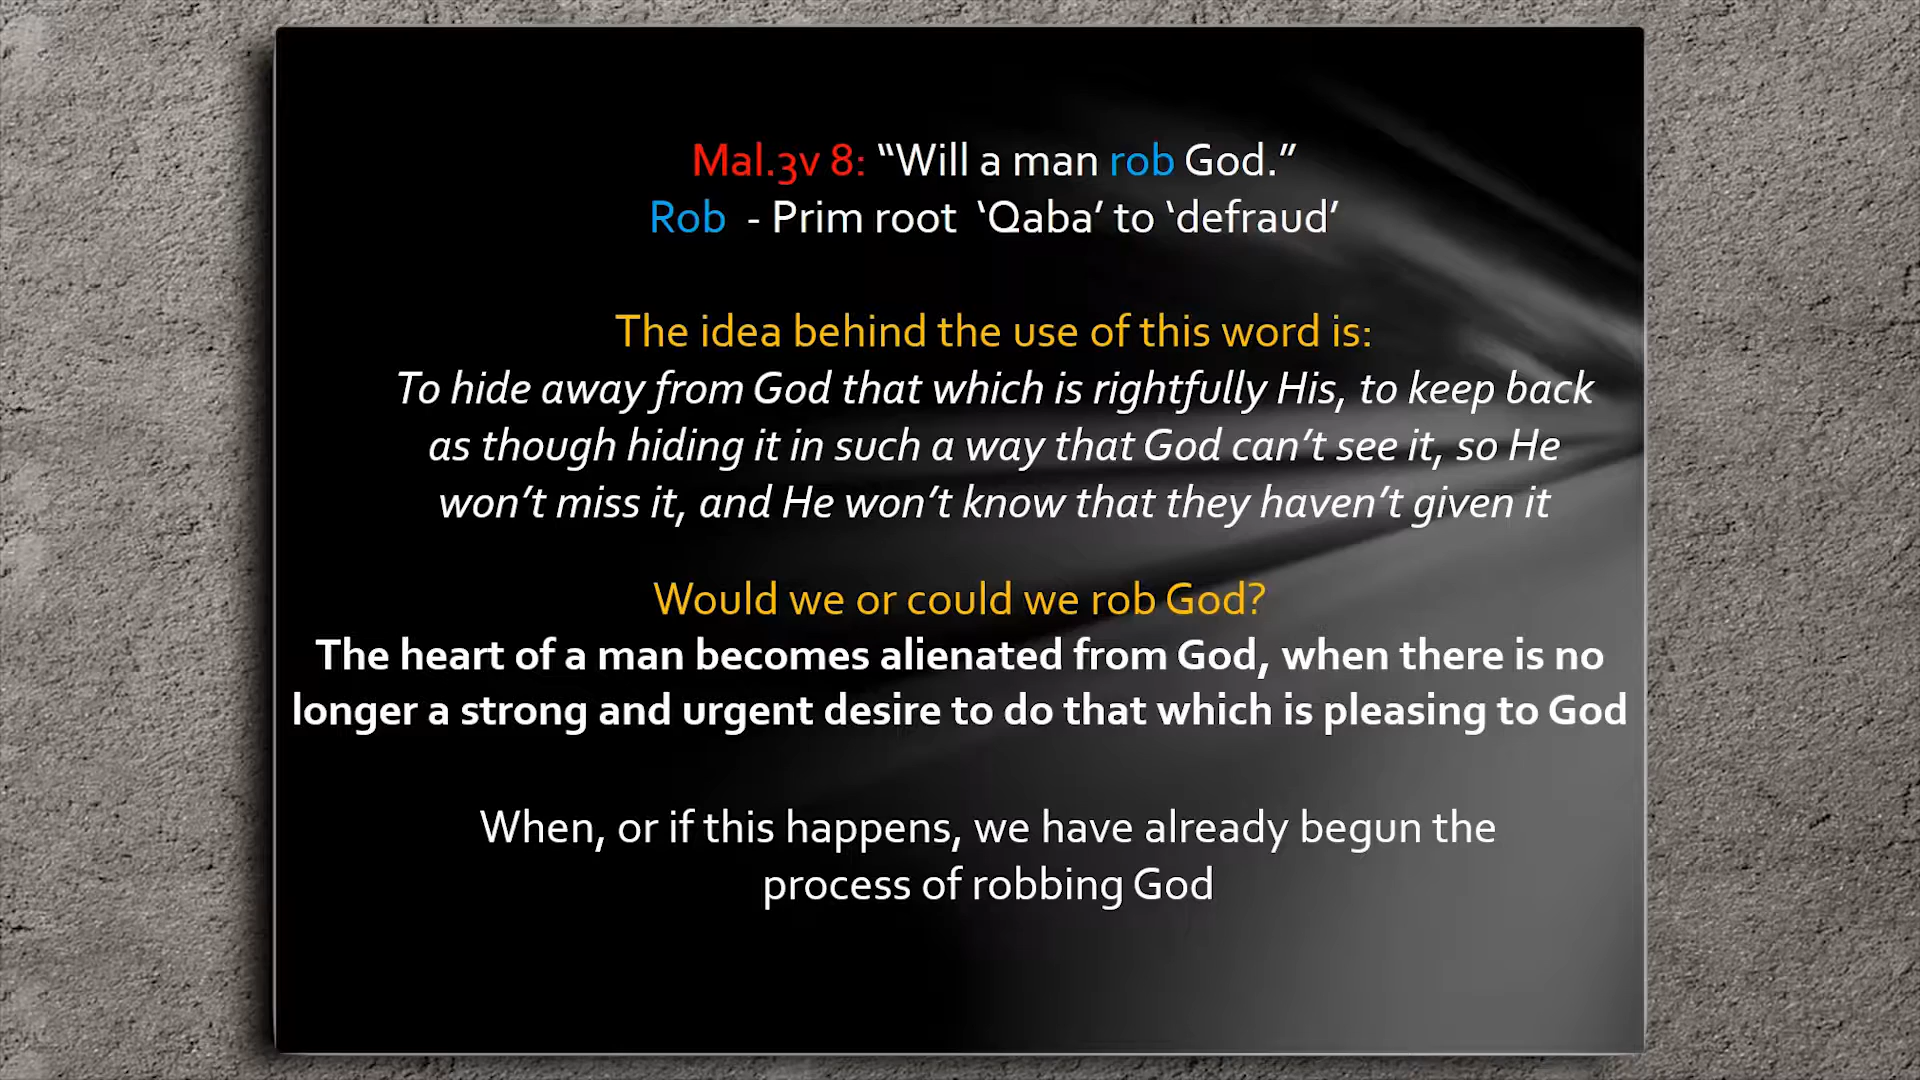 Mal.3v 8: “Will a man rob God.”
Rob - Prim root ‘Qaba’ to ‘defraud’
The idea behind the use of this word is:
To hide away from God that which is rightfully His, to keep back
as though hiding it in such a way that God can’t see it, so He
won’t miss it, and He won’t know that they haven’t given it
Would we or could we rob God?
The heart of a man becomes alienated from God, when there is no
longer a strong and urgent desire to do that which is pleasing to God
When, or if this happens, we have already begun the
process of robbing God